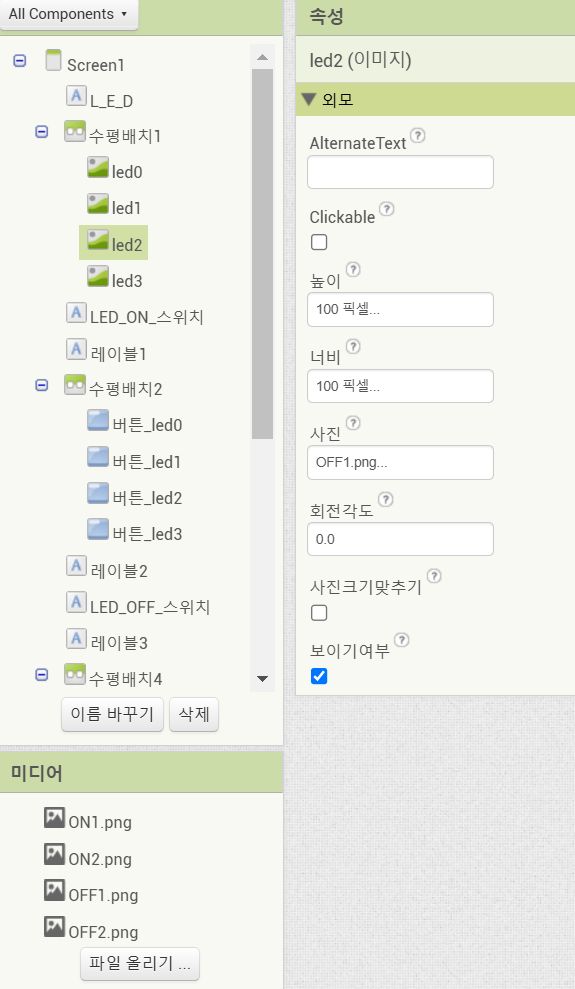 All Components
Screen1
L_E_D
수평배치1
led0
led1
led2
led3
LED_ON_스위치
레이블1
수평배치2
버튼_led0
버튼_led1
버튼_led2
버튼_led3
레이블2
LED_OFF_스위치
레이블3
수평배치4
이름 바꾸기 삭제
미디어
ON1.png
ON2.png
OFF1.png
OFF2.png
파일 올리기 ...
속성
led2 (이미지)
외모
AlternateText ?
Clickable ?
높이 ?
100 픽셀...
너비 ?
100 픽셀...
사진 ?
OFF1.png...
회전각도 ?
0.0
사진크기맞추기 ?
보이기여부 ?